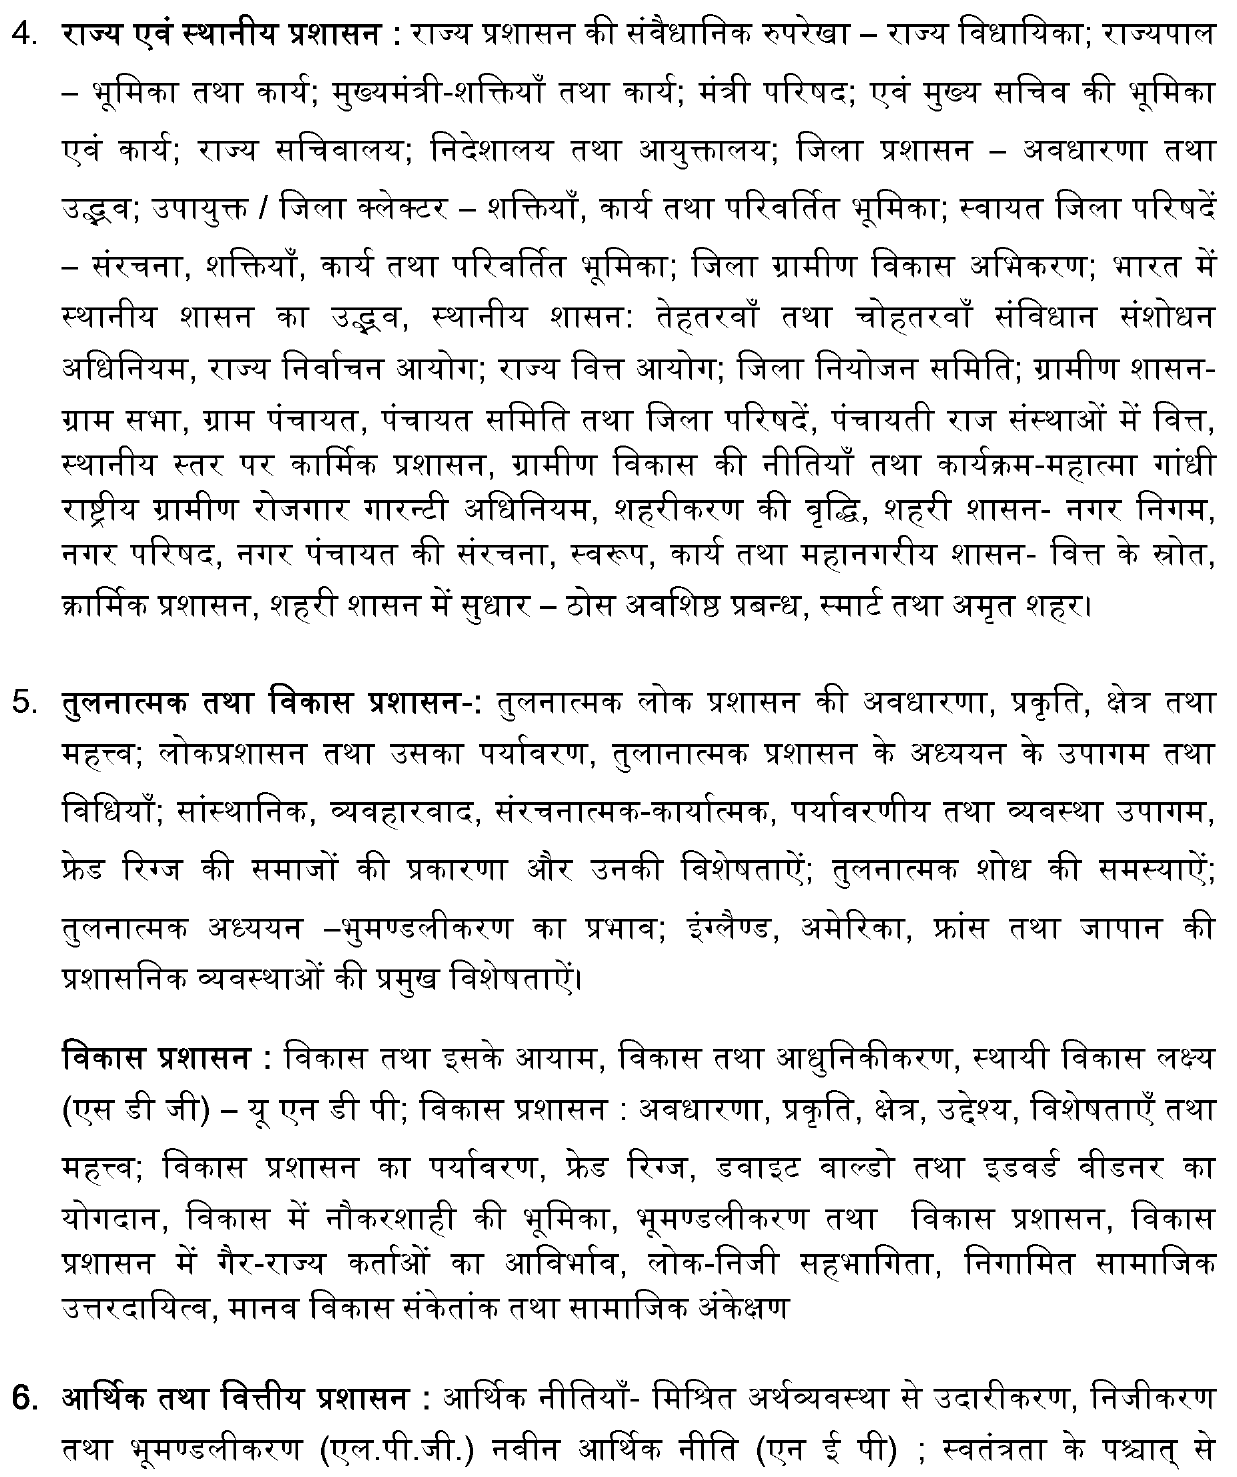 4. राज्य एवं स्थानीय प्रशासन : राज्य प्रशासन की संवैधानिक रुपरेखा – राज्य विधायिका; राज्यपाल
– भूमिका तथा कार्य; मुख्यमंत्री-शक्तियाँ तथा कार्य; मंत्री परिषद; एवं मुख्य सचिव की भूमिका
एवं कार्य; राज्य सचिवालय; निदेशालय तथा आयुक्तालय; जिला प्रशासन – अवधारणा तथा
उद्भव; उपायुक्त / जिला क्लेक्टर – शक्तियाँ, कार्य तथा परिवर्तित भूमिका; स्वायत जिला परिषदें
– संरचना, शक्तियाँ, कार्य तथा परिवर्तित भूमिका; जिला ग्रामीण विकास अभिकरण; भारत में
स्थानीय शासन का उद्भव, स्थानीय शासन: तेहतरवाँ तथा चोहतरवाँ संविधान संशोधन
अधिनियम, राज्य निर्वाचन आयोग; राज्य वित्त आयोग; जिला नियोजन समिति; ग्रामीण शासन-
ग्राम सभा, ग्राम पंचायत, पंचायत समिति तथा जिला परिषदें, पंचायती राज संस्थाओं में वित्त,
स्थानीय स्तर पर कार्मिक प्रशासन, ग्रामीण विकास की नीतियाँ तथा कार्यक्रम-महात्मा गांधी
राष्ट्रीय ग्रामीण रोजगार गारन्टी अधिनियम, शहरीकरण की वृद्धि, शहरी शासन- नगर निगम,
नगर परिषद, नगर पंचायत की संरचना, स्वरूप, कार्य तथा महानगरीय शासन- वित्त के स्रोत,
क्रार्मिक प्रशासन, शहरी शासन में सुधार – ठोस अवशिष्ठ प्रबन्ध, स्मार्ट तथा अमृत शहर।
5. तुलनात्मक तथा विकास प्रशासन-: तुलनात्मक लोक प्रशासन की अवधारणा, प्रकृति, क्षेत्र तथा
महत्त्व; लोकप्रशासन तथा उसका पर्यावरण, तुलानात्मक प्रशासन के अध्ययन के उपागम तथा
विधियाँ; सांस्थानिक, व्यवहारवाद, संरचनात्मक-कार्यात्मक, पर्यावरणीय तथा व्यवस्था उपागम,
फ्रेड रिग्ज की समाजों की प्रकारणा और उनकी विशेषताऐं; तुलनात्मक शोध की समस्याऐं;
तुलनात्मक अध्ययन –भुमण्डलीकरण का प्रभाव; इंग्लैण्ड, अमेरिका, फ्रांस तथा जापान की
प्रशासनिक व्यवस्थाओं की प्रमुख विशेषताऐं।
विकास प्रशासन : विकास तथा इसके आयाम, विकास तथा आधुनिकीकरण, स्थायी विकास लक्ष्य
(एस डी जी) – यू एन डी पी; विकास प्रशासन : अवधारणा, प्रकृति, क्षेत्र, उद्देश्य, विशेषताएँ तथा
महत्त्व; विकास प्रशासन का पर्यावरण, फ्रेड रिग्ज, डवाइट वाल्डो तथा इडवर्ड वीडनर का
योगदान, विकास में नौकरशाही की भूमिका, भूमण्डलीकरण तथा विकास प्रशासन, विकास
प्रशासन में गैर-राज्य कर्ताओं का आविर्भाव, लोक-निजी सहभागिता, निगामित सामाजिक
उत्तरदायित्व, मानव विकास संकेतांक तथा सामाजिक अंकेक्षण
6. आर्थिक तथा वित्तीय प्रशासन : आर्थिक नीतियाँ- मिश्रित अर्थव्यवस्था से उदारीकरण, निजीकरण
तथा भूमण्डलीकरण (एल.पी.जी.) नवीन आर्थिक नीति (एन ई पी) ; स्वतंत्रता के पश्चात् से